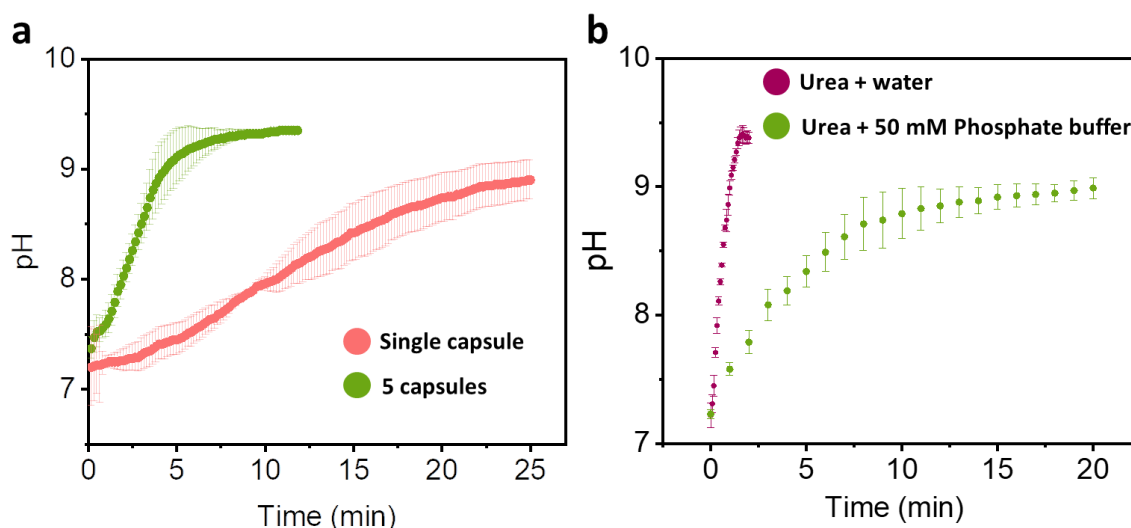 a
10
9
8
7
pH
0
5
10
15
20
25
Time (min)
Single capsule
5 capsules
b
10
9
8
7
pH
0
5
10
15
20
Time (min)
Urea + water
Urea + 50 mM Phosphate buffer